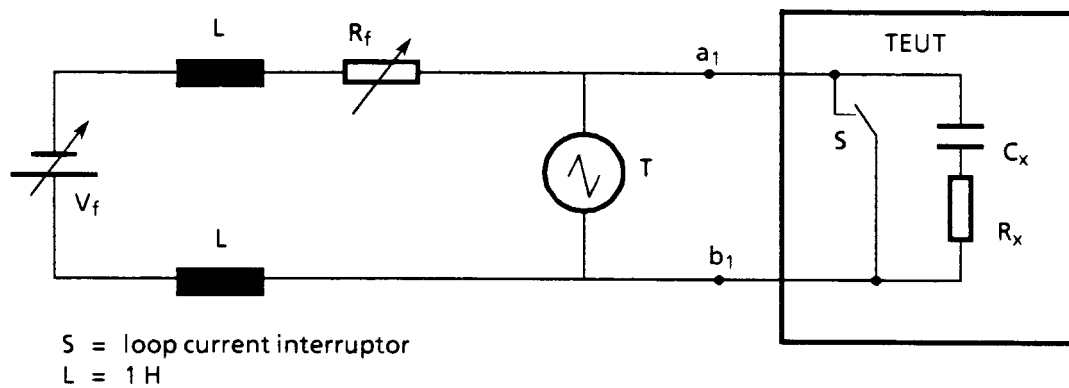 L
R_f
a_1
TEUT
V_f
T
S
C_x
R_x
L
b_1
S = loop current interruptor
L = 1 H